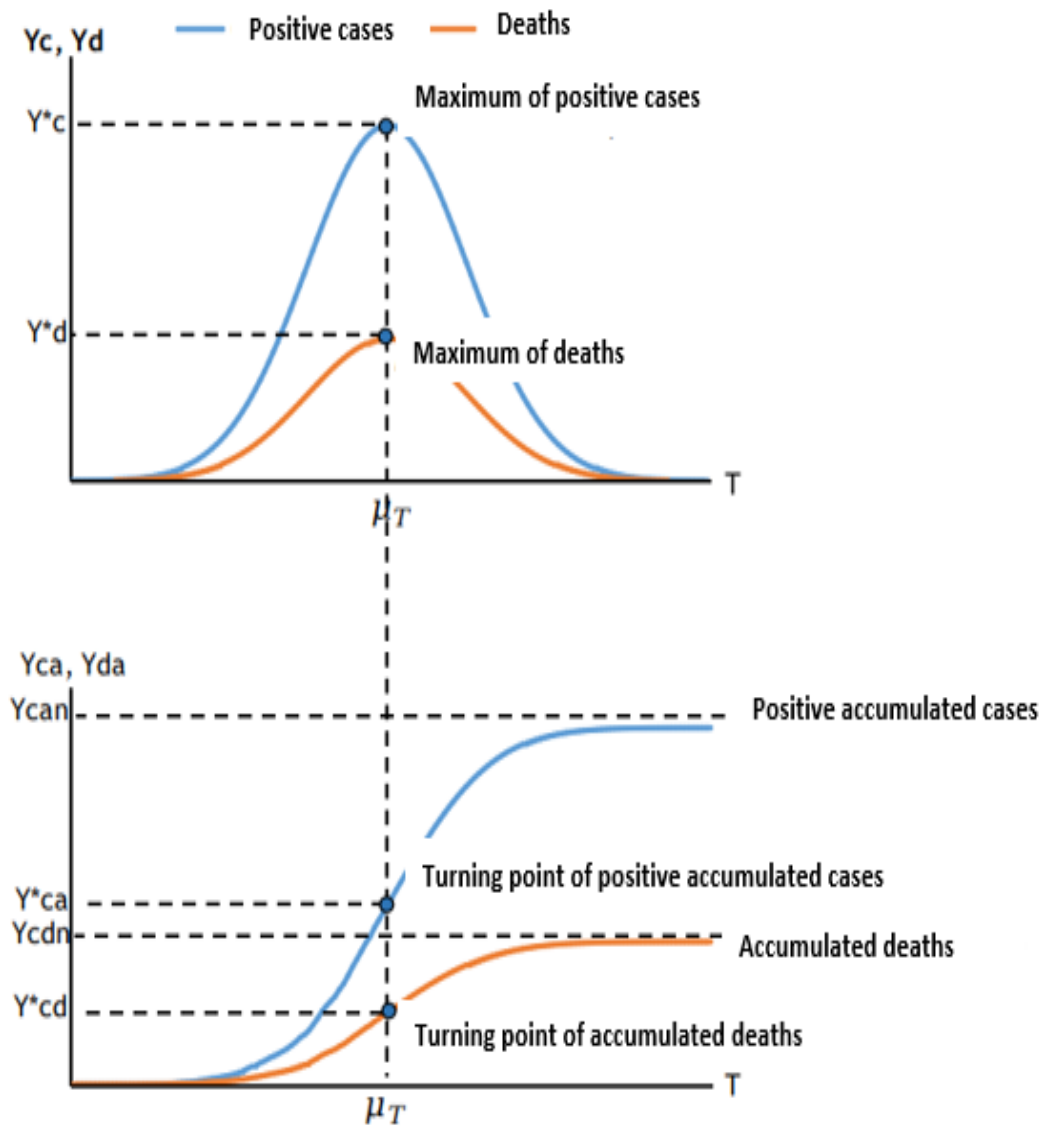 Positive cases
Deaths
Yc, Yd
Maximum of positive cases
Y*c
Y*d
Maximum of deaths
T
μT
Yca, Yda
Ycan
Positive accumulated cases
Turning point of positive accumulated cases
Y*ca
Ycdn
Accumulated deaths
Y*cd
Turning point of accumulated deaths
T
μT